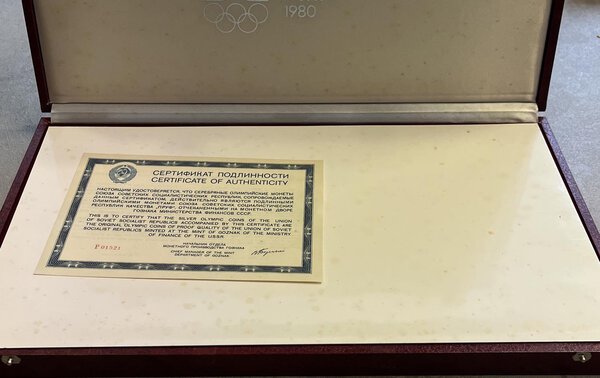 1980
СЕРТИФИКАТ ПОДЛИННОСТИ
CERTIFICATE OF AUTHENTICITY
НАСТОЯЩИМ УДОСТОВЕРЯЕТСЯ, ЧТО СЕРЕБРЯНЫЕ ОЛИМПИЙСКИЕ МОНЕТЫ
СОЮЗА СОВЕТСКИХ СОЦИАЛИСТИЧЕСКИХ РЕСПУБЛИК, СОПРОВОЖДАЕМЫЕ
ДАННЫМ СЕРТИФИКАТОМ, ДЕЙСТВИТЕЛЬНО ЯВЛЯЮТСЯ ПОДЛИННЫМИ
ОЛИМПИЙСКИМИ МОНЕТАМИ СОЮЗА СОВЕТСКИХ СОЦИАЛИСТИЧЕСКИХ
РЕСПУБЛИК КАЧЕСТВА „ПРУФ", ОТЧЕКАНЕННЫМИ НА МОНЕТНОМ ДВОРЕ
ГОЗНАКА МИНИСТЕРСТВА ФИНАНСОВ СССР.
THIS IS TO CERTIFY THAT THE SILVER OLYMPIC COINS OF THE UNION
OF SOVIET SOCIALIST REPUBLICS ACCOMPANIED BY THIS CERTIFICATE ARE
THE ORIGINAL OLYMPIC COINS OF PROOF QUALITY OF THE UNION OF SOVIET
SOCIALIST REPUBLICS MINTED AT THE MINT OF GOZNAK OF THE MINISTRY
OF FINANCE OF THE USSR.
НАЧАЛЬНИК ОТДЕЛА
МОНЕТНОГО ПРОИЗВОДСТВА ГОЗНАКА
Р 01521
CHIEF MANAGER OF THE MINT
DEPARTMENT OF GOZNAK